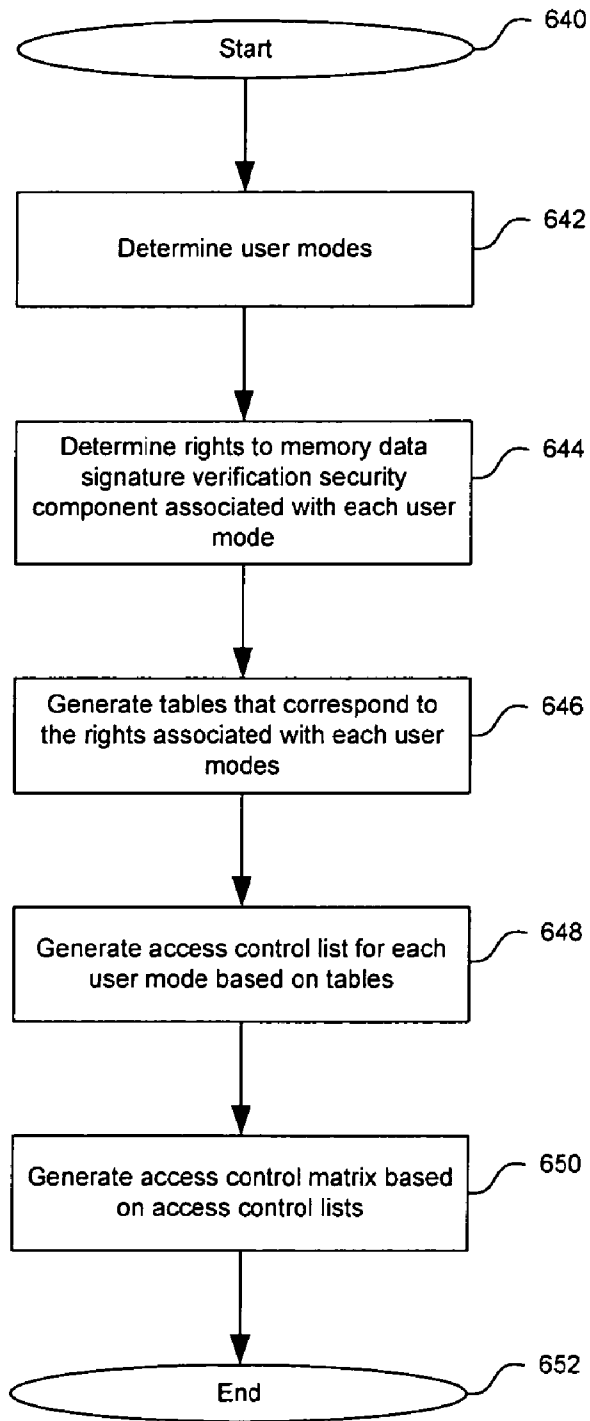 640
Start
642
Determine user modes
644
Determine rights to memory data
signature verification security
component associated with each user
mode
646
Generate tables that correspond to
the rights associated with each user
modes
648
Generate access control list for each
user mode based on tables
650
Generate access control matrix based
on access control lists
652
End